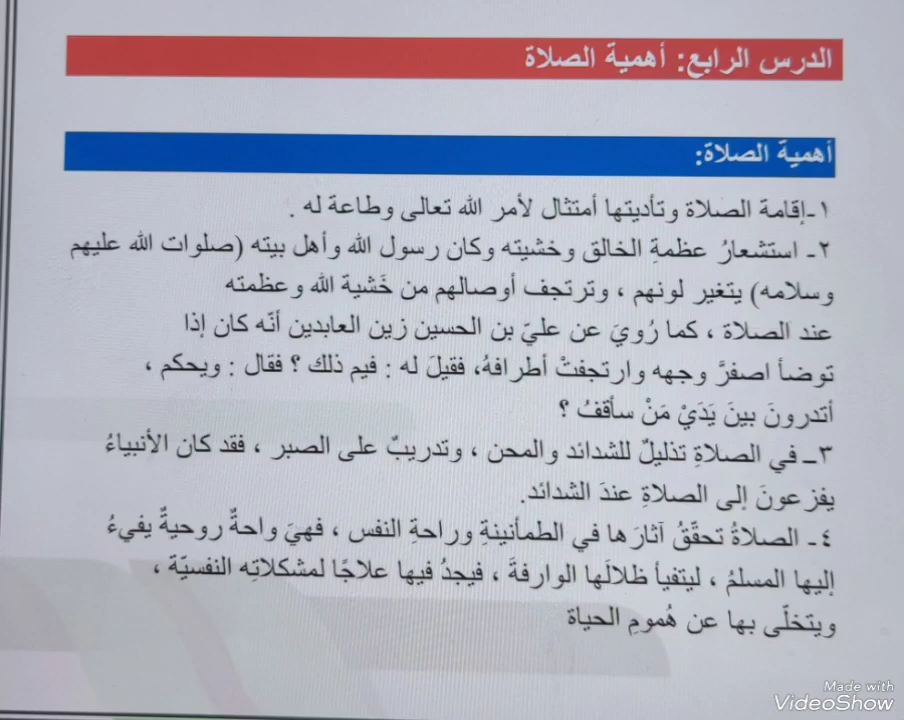 الدرس الرابع: أهمية الصلاة
أهمية الصلاة:
١-إقامة الصلاة وتأديتها أمتثال لأمر الله تعالى وطاعة له .
٢- استشعارُ عظمةِ الخالق وخشيته وكان رسول الله وأهل بيته (صلوات الله عليهم
وسلامه) يتغير لونهم ، وترتجف أوصالهم من خَشية الله وعظمته
عند الصلاة ، كما رُويَ عن عليّ بن الحسين زين العابدين أنّه كان إذا
توضأ اصفرَّ وجهه وارتجفتْ أطرافهُ، فقيلَ له : فيم ذلك ؟ فقال : ويحكم ،
أتدرونَ بينَ يَدَيْ مَنْ سأقفُ ؟
٣- في الصلاةِ تذليلٌ للشدائد والمحن ، وتدريبٌ على الصبر ، فقد كان الأنبياءُ
يفزعونَ إلى الصلاةِ عندَ الشدائد.
٤- الصلاةُ تحقّقُ آثارَها في الطمأنينةِ وراحةِ النفس ، فهيَ واحةٌ روحيةٌ يفيءُ
إليها المسلمُ ، ليتفيأ ظلالَها الوارفةَ ، فيجدُ فيها علاجًا لمشكلاتِه النفسيّة ،
ويتخلّى بها عن هُمومِ الحياة
Made with
VideoShow